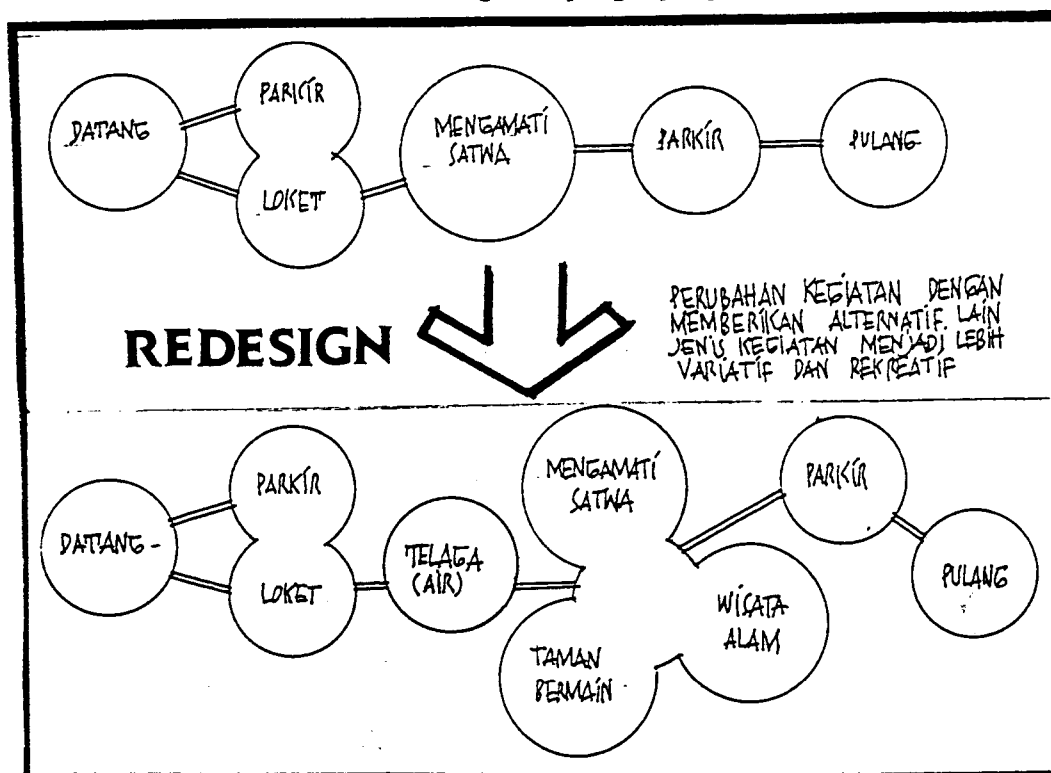 DATANG
PARKIR
LOKET
MENGAMATI
SATWA
PARKIR
PULANG
REDESIGN
PERUBAHAN KEGIATAN DENGAN
MEMBERIKAN ALTERNATIF LAIN
JENIS KEGIATAN MENJADI LEBIH
VARIATIF DAN REKREATIF
DATANG
PARKIR
LOKET
TELAGA
(AIR)
MENGAMATI
SATWA
TAMAN
BERMAIN
WISATA
ALAM
PARKIR
PULANG